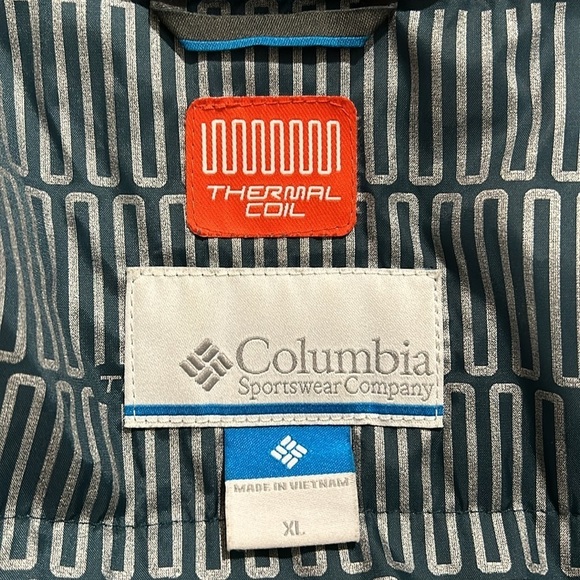 THERMAL
COIL
Columbia
Sportswear Company
MADE IN VIETNAM
XL